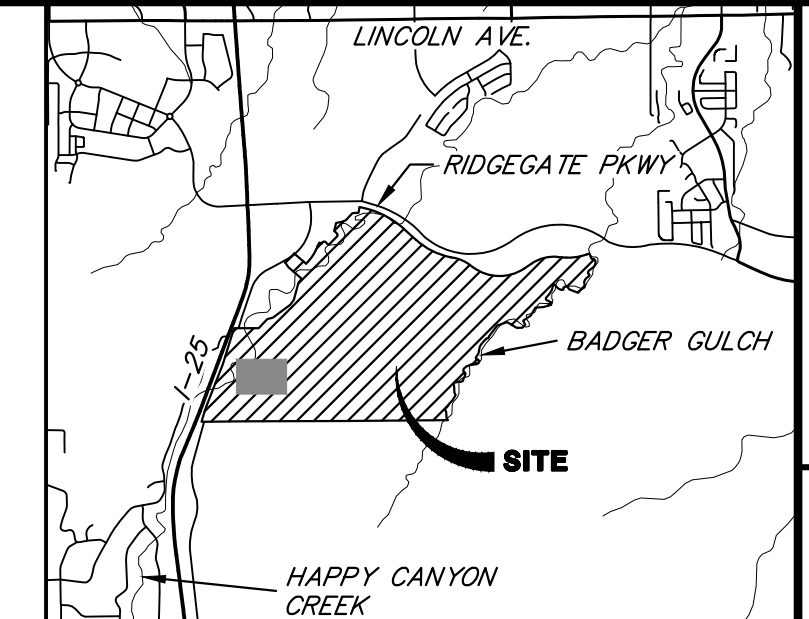 LINCOLN AVE.
RIDGEGATE PKWY
I-25
BADGER GULCH
SITE
HAPPY CANYON
CREEK